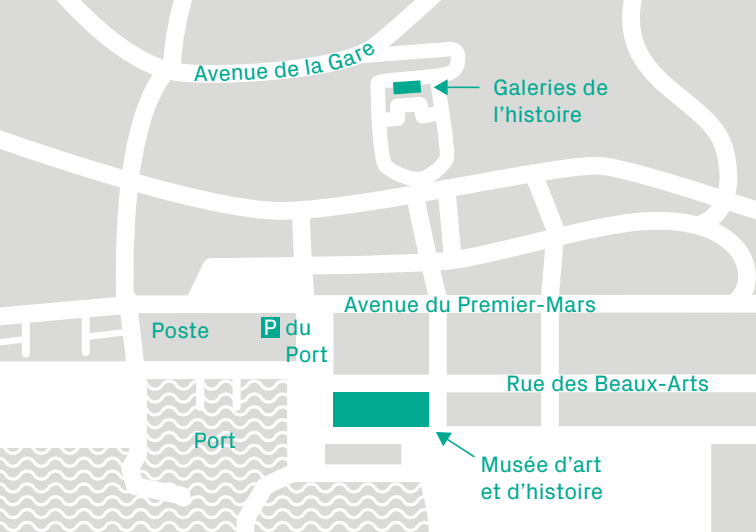 Avenue de la Gare
Galeries de
l’histoire
Avenue du Premier-Mars
Poste
P du
Port
Rue des Beaux-Arts
Port
Musée d’art
et d’histoire